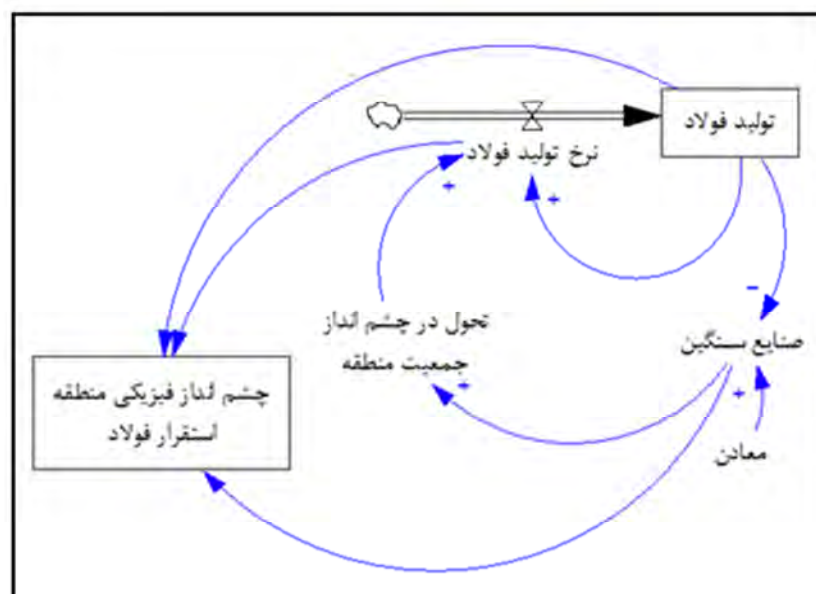 تولید فولاد
نرخ تولید فولاد
+
+
-
تحول در چشم انداز
جمعیت منطقه
صنایع سنگین
+
+
چشم انداز فیزیکی منطقه
استقرار فولاد
معادن